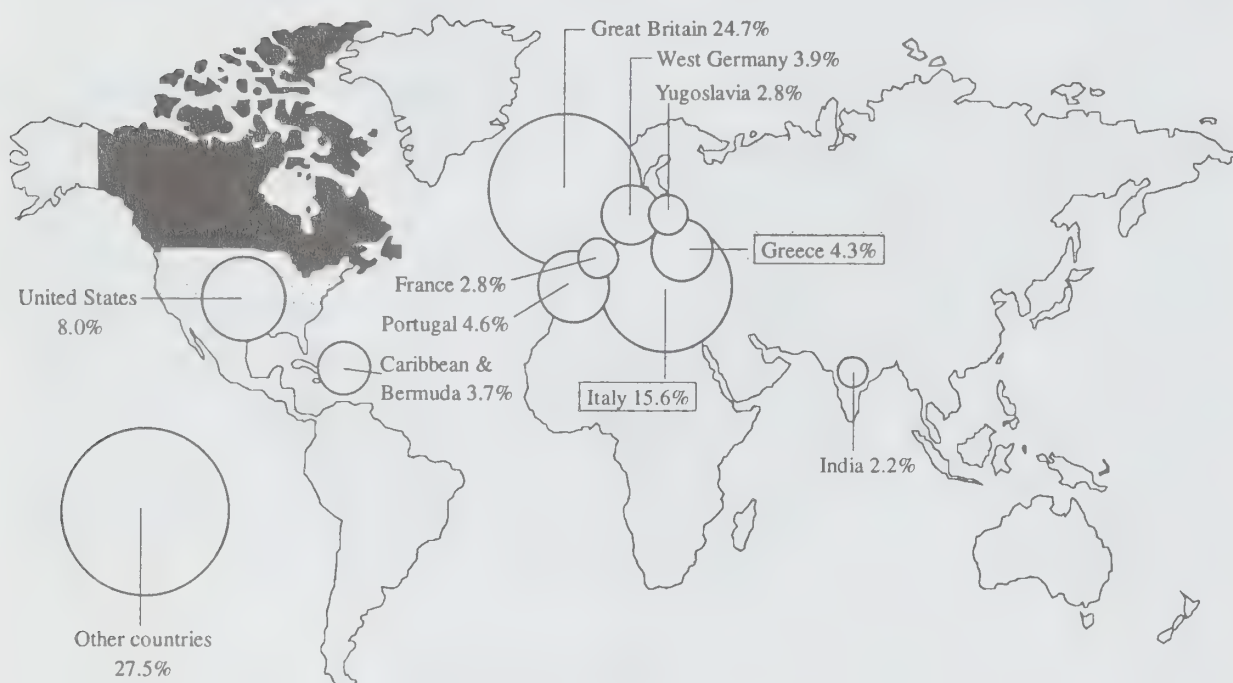 Great Britain 24.7%
West Germany 3.9%
Yugoslavia 2.8%
Greece 4.3%
France 2.8%
United States
8.0%
Portugal 4.6%
Caribbean &
Bermuda 3.7%
Italy 15.6%
India 2.2%
Other countries
27.5%